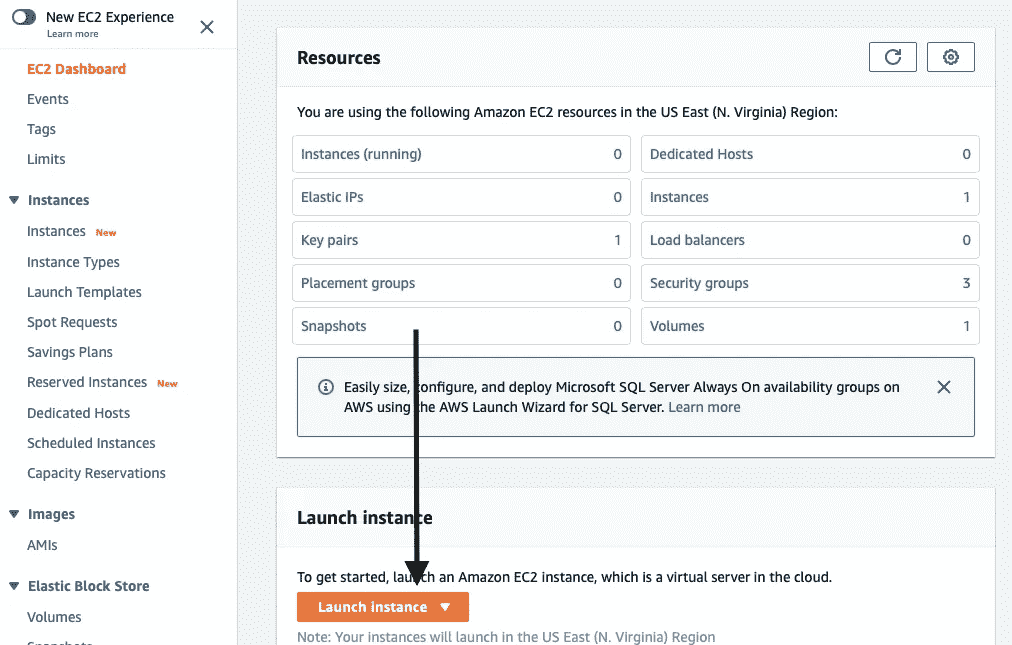 New EC2 Experience
Learn more
EC2 Dashboard
Events
Tags
Limits
Instances
Instances New
Instance Types
Launch Templates
Spot Requests
Savings Plans
Reserved Instances New
Dedicated Hosts
Scheduled Instances
Capacity Reservations
Images
AMIs
Elastic Block Store
Volumes
Snapshots
Resources
You are using the following Amazon EC2 resources in the US East (N. Virginia) Region:
Instances (running) 0
Dedicated Hosts 0
Elastic IPs 0
Instances 1
Key pairs 1
Load balancers 0
Placement groups 0
Security groups 3
Snapshots 0
Volumes 1
Easily size, configure, and deploy Microsoft SQL Server Always On availability groups on
AWS using the AWS Launch Wizard for SQL Server. Learn more
Launch instance
To get started, launch an Amazon EC2 instance, which is a virtual server in the cloud.
Launch instance
Note: Your instances will launch in the US East (N. Virginia) Region